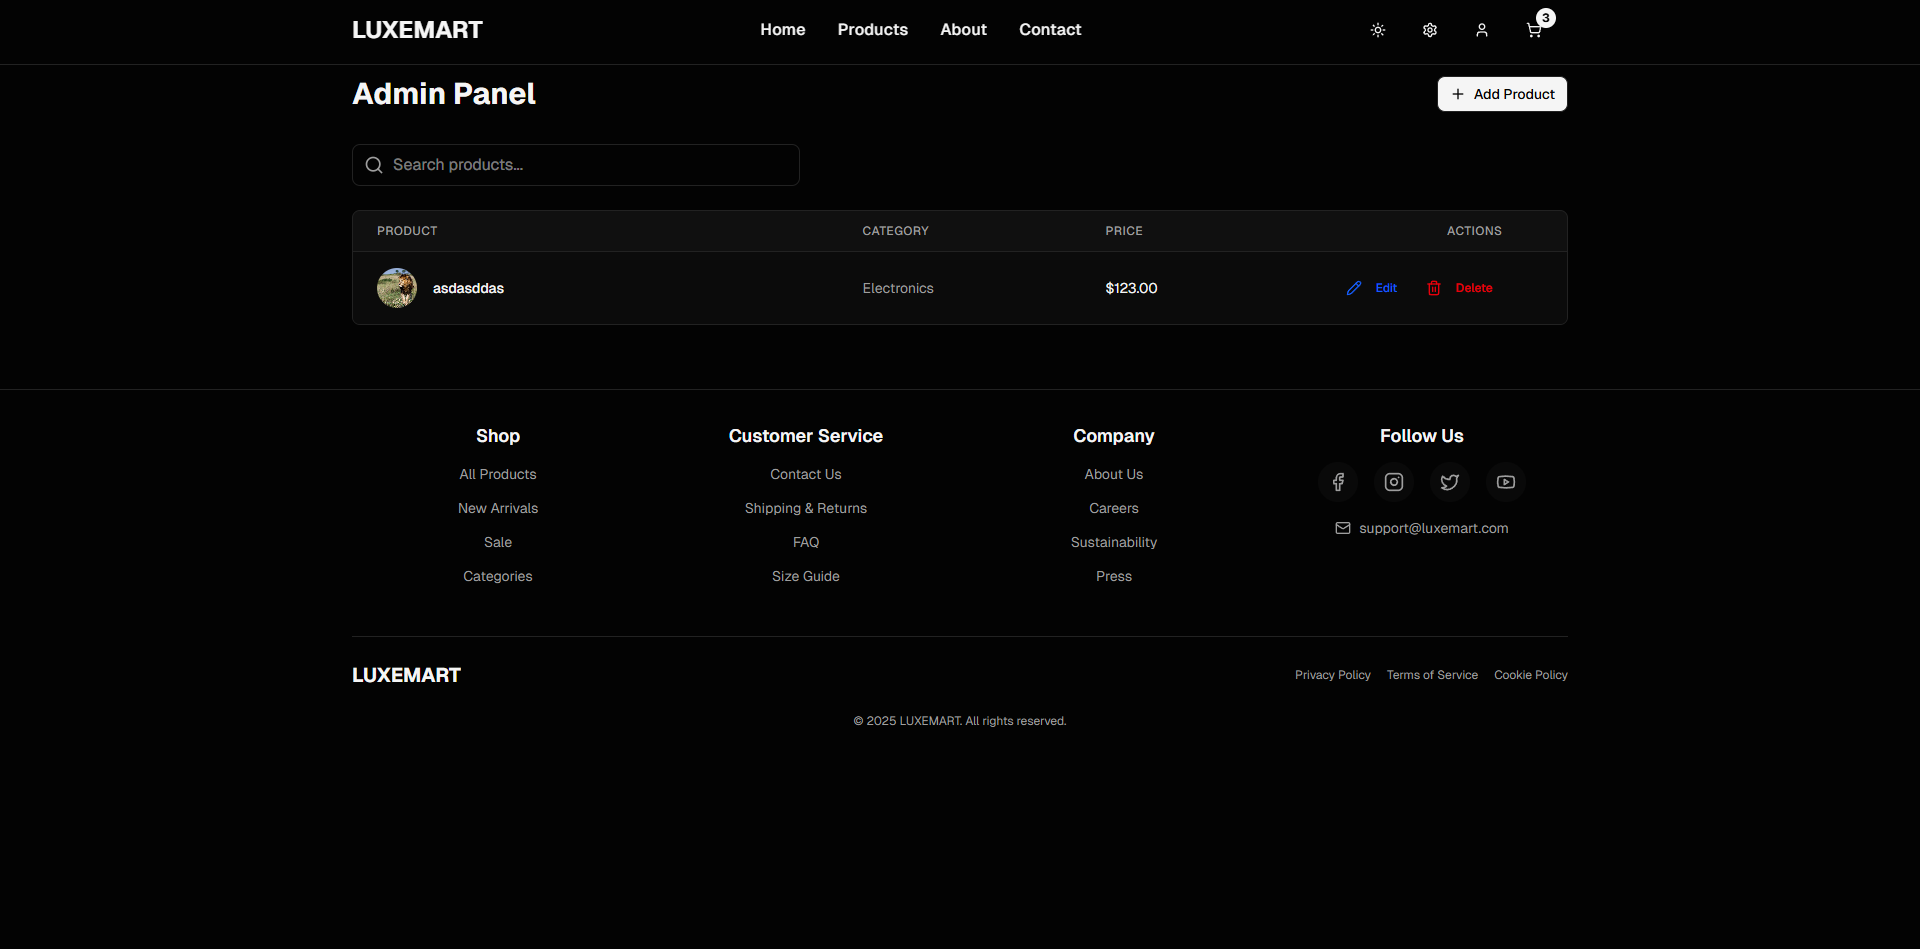 LUXEMART
Home Products About Contact
3
Admin Panel
Add Product
Search products...
PRODUCT CATEGORY PRICE ACTIONS
asdasddas Electronics $123.00 Edit Delete
Shop
All Products
New Arrivals
Sale
Categories
Customer Service
Contact Us
Shipping & Returns
FAQ
Size Guide
Company
About Us
Careers
Sustainability
Press
Follow Us
support@luxemart.com
LUXEMART
Privacy Policy Terms of Service Cookie Policy
© 2025 LUXEMART. All rights reserved.